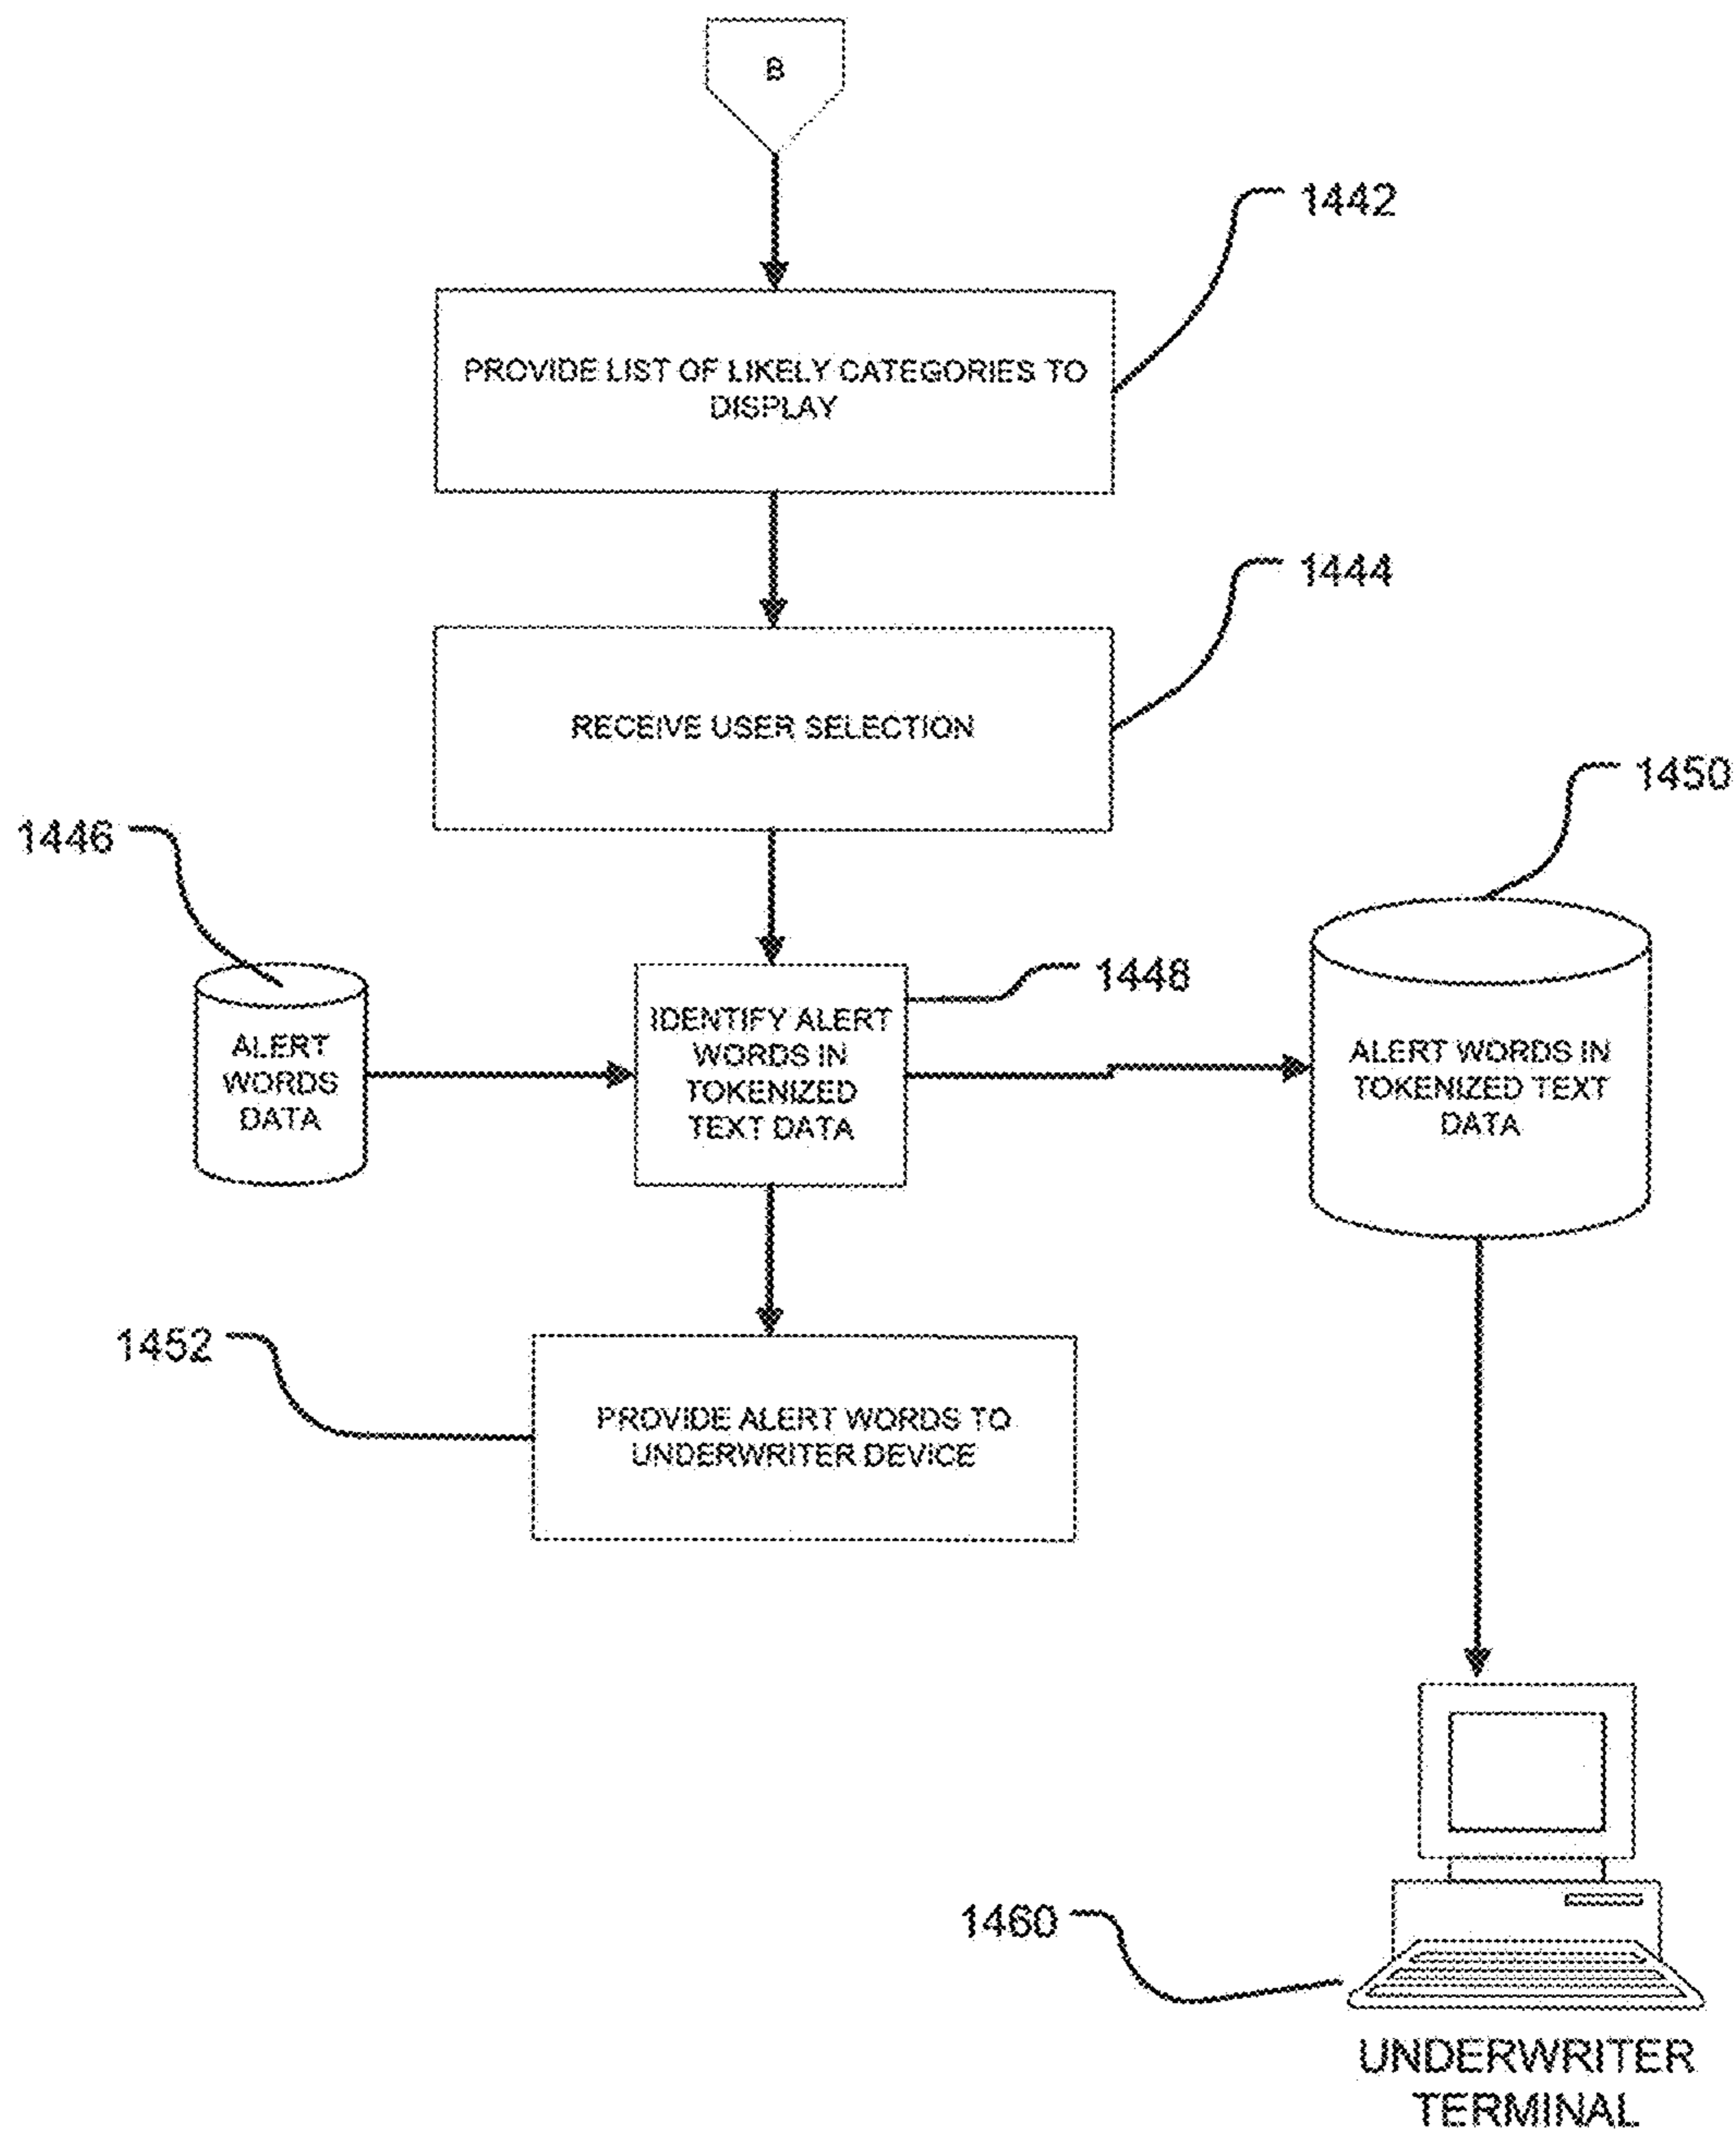 B
1442
PROVIDE LIST OF LIKELY CATEGORIES TO
DISPLAY
1444
RECEIVE USER SELECTION
1450
1446
1448
IDENTIFY ALERT
WORDS IN
TOKENIZED
TEXT DATA
ALERT
WORDS
DATA
ALERT WORDS IN
TOKENIZED TEXT
DATA
1452
PROVIDE ALERT WORDS TO
UNDERWRITER DEVICE
1460
UNDERWRITER
TERMINAL